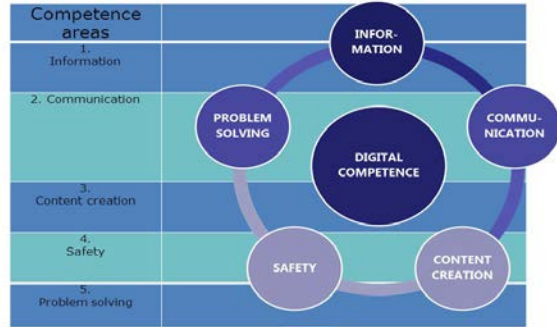 Competence
areas
1.
Information
2. Communication
3.
Content creation
4.
Safety
5.
Problem solving
INFOR-
MATION
PROBLEM
SOLVING
COMMU-
NICATION
DIGITAL
COMPETENCE
SAFETY
CONTENT
CREATION